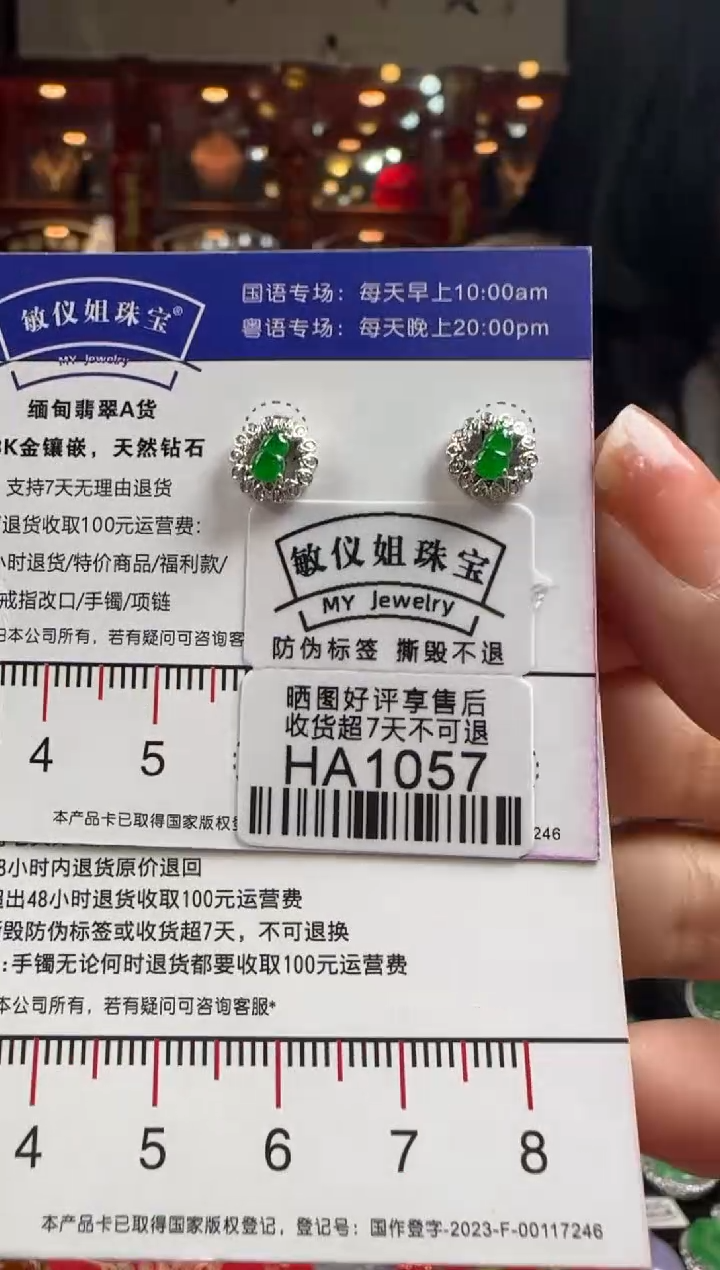 敏仪姐珠宝®
MY Jewelry
国语专场：每天早上10:00am
粤语专场：每天晚上20:00pm
缅甸翡翠A货
K金镶嵌，天然钻石
支持7天无理由退货
退货收取100元运营费:
小时退货/特价商品/福利款/
戒指改口/手镯/项链
本公司所有，若有疑问可咨询客
敏仪姐珠宝
MY Jewelry
防伪标签 撕毁不退
晒图好评享售后
收货超7天不可退
HA1057
4 5
本产品卡已取得国家版权
246
8小时内退货原价退回
出48小时退货收取100元运营费
毁防伪标签或收货超7天，不可退换
:手镯无论何时退货都要收取100元运营费
本公司所有，若有疑问可咨询客服*
4 5 6 7 8
本产品卡已取得国家版权登记，登记号：国作登字-2023-F-00117246